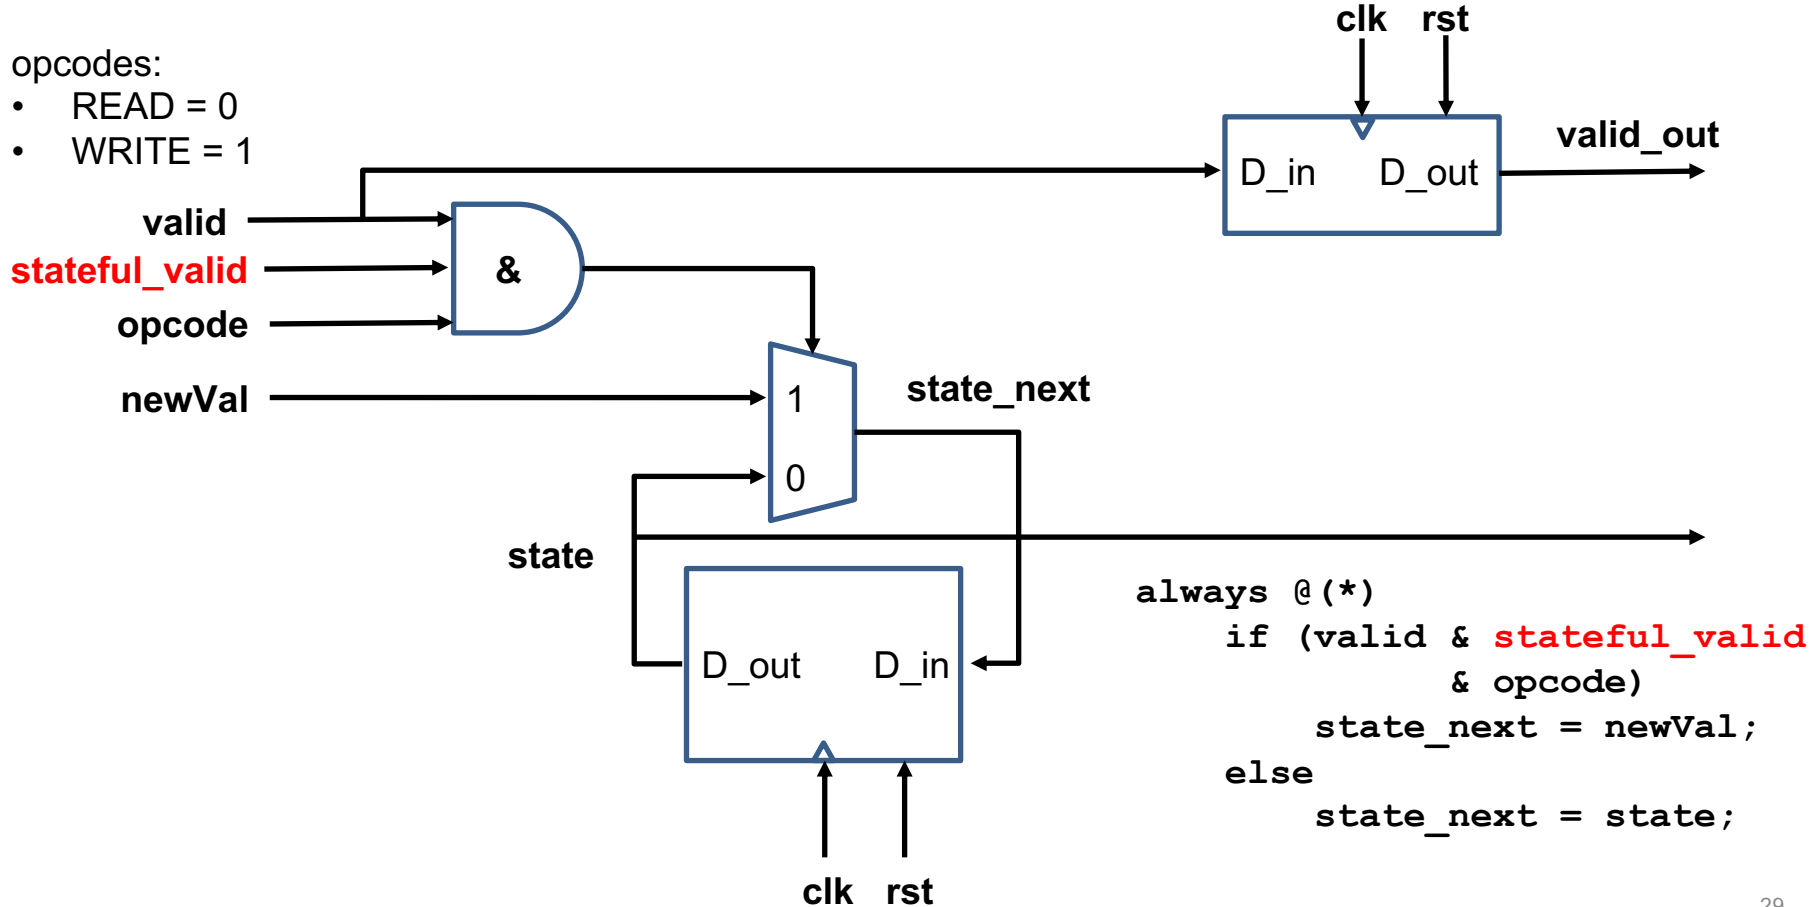 clk rst
opcodes:
• READ = 0
• WRITE = 1
valid_out
D_in D_out
valid
stateful_valid
&
opcode
newVal
1
state_next
0
state
always @(*)
if (valid & stateful_valid
& opcode)
state_next = newVal;
else
state_next = state;
D_out D_in
clk rst
29